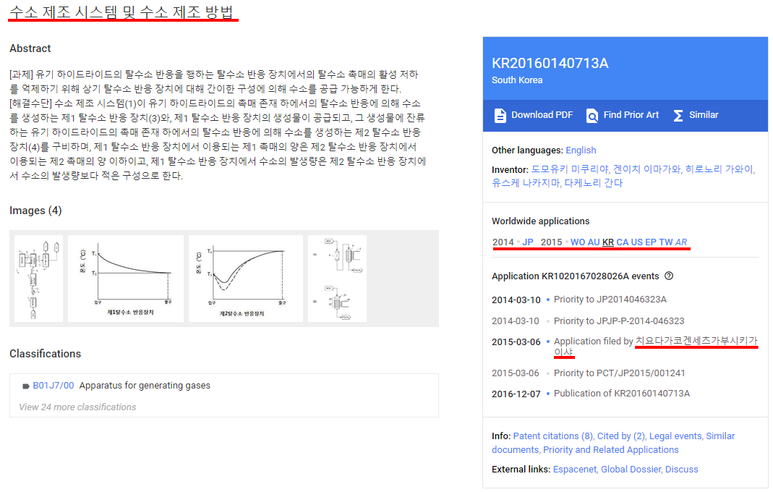 수소 제조 시스템 및 수소 제조 방법
Abstract
[과제] 유기 하이드라이드의 탈수소 반응을 행하는 탈수소 반응 장치에서의 탈수소 촉매의 활성 저하
를 억제하기 위해 상기 탈수소 반응 장치에 대해 간이한 구성에 의해 수소를 공급 가능하게 한다.
[해결수단] 수소 제조 시스템(1)이 유기 하이드라이드의 촉매 존재 하에서의 탈수소 반응에 의해 수소
를 생성하는 제1 탈수소 반응 장치(3)와, 제1 탈수소 반응 장치의 생성물이 공급되고, 그 생성물에 잔류
하는 유기 하이드라이드의 촉매 존재 하에서의 탈수소 반응에 의해 수소를 생성하는 제2 탈수소 반응
장치(4)를 구비하며, 제1 탈수소 반응 장치에서 이용되는 제1 촉매의 양은 제2 탈수소 반응 장치에서
이용되는 제2 촉매의 양 이하이고, 제1 탈수소 반응 장치에서의 수소의 발생량은 제2 탈수소 반응 장치에
서의 수소의 발생량보다 적은 구성으로 한다.
Images (4)
온도 (℃)
T₁
T₂
입구
출구
제1탈수소 반응장치
온도 (℃)
입구
출구
제2탈수소 반응장치
Classifications
B01J7/00 Apparatus for generating gases
View 24 more classifications
KR20160140713A
South Korea
Download PDF Find Prior Art Similar
Other languages: English
Inventor: 도모유키 미쿠리야, 겐이치 이마가와, 히로노리 가와이,
유스케 나카지마, 다케노리 간다
Worldwide applications
2014 · JP 2015 · WO AU KR CA US EP TW AR
Application KR1020167028026A events
2014-03-10 • Priority to JP2014046323A
2014-03-10 • Priority to JPJP-P-2014-046323
2015-03-06 • Application filed by 치요다가코겐세츠가부시키가
이샤
2015-03-06 • Priority to PCT/JP2015/001241
2016-12-07 • Publication of KR20160140713A
Info: Patent citations (8), Cited by (2), Legal events, Similar
documents, Priority and Related Applications
External links: Espacenet, Global Dossier, Discuss